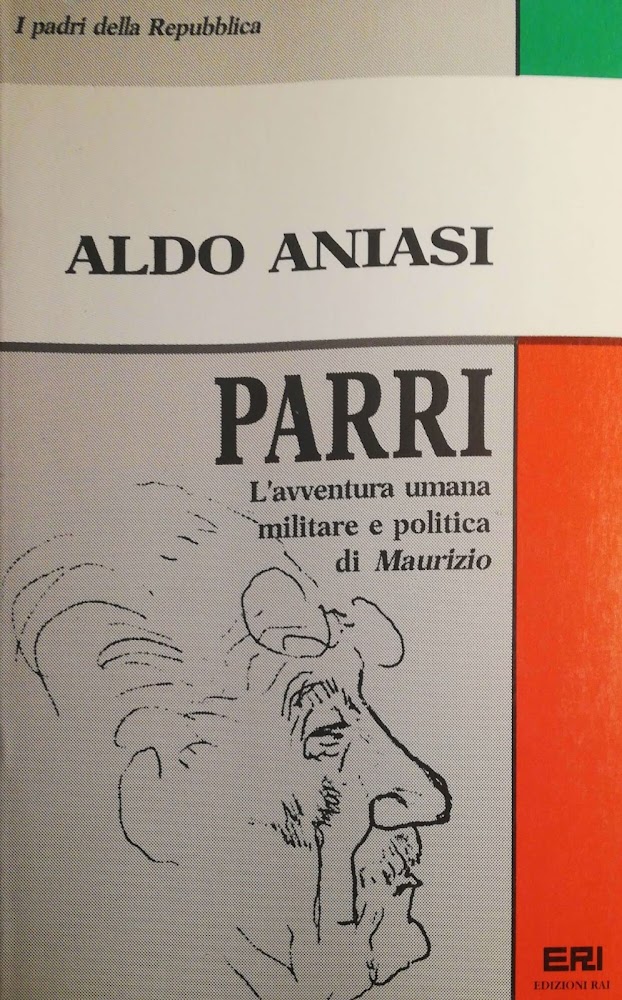 I padri della Repubblica
ALDO ANIASI
PARRI
L'avventura umana
militare e politica
di Maurizio
ERI
EDIZIONI RAI